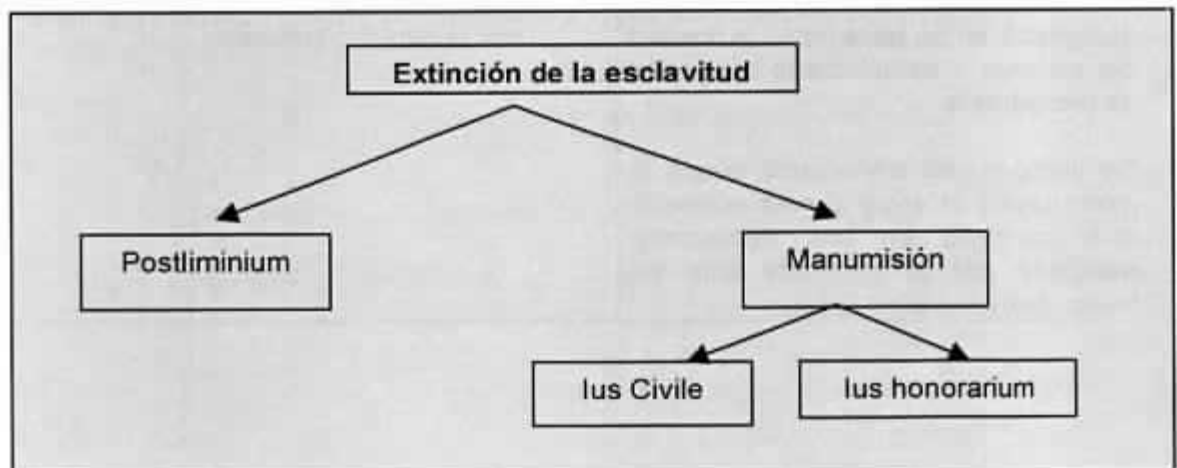 Extinción de la esclavitud
Postliminium
Manumisión
Ius Civile
Ius honorarium